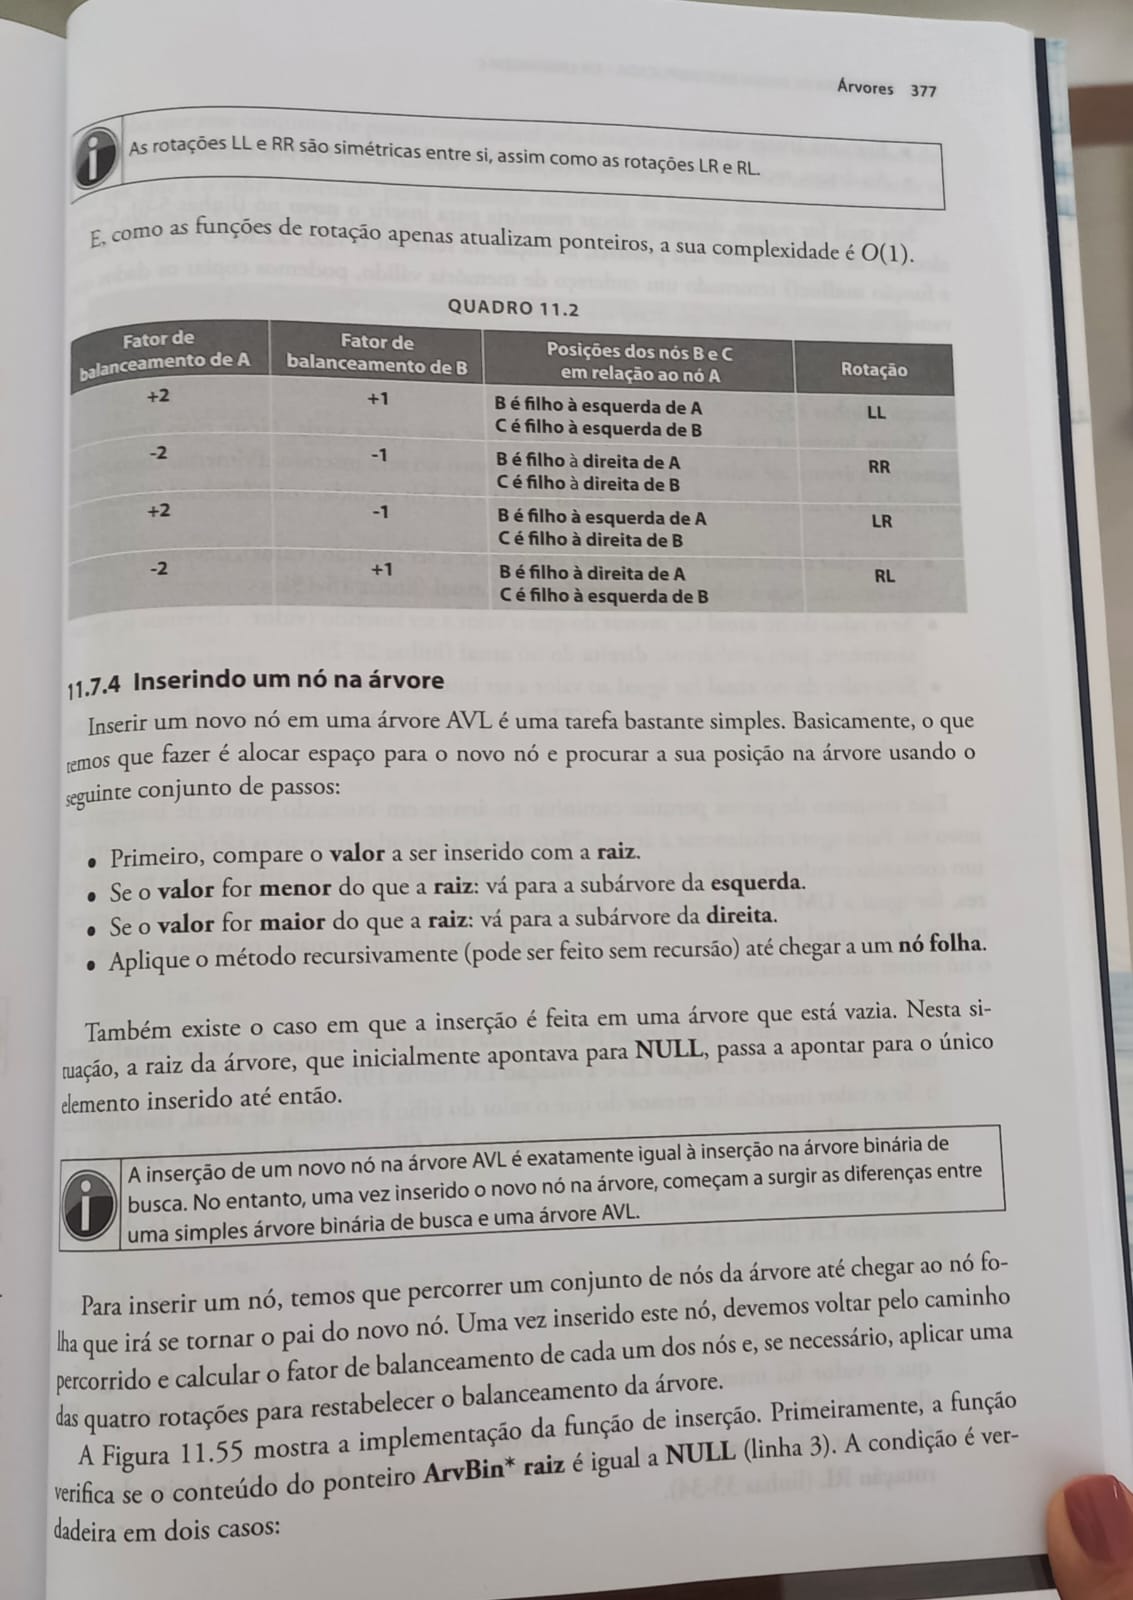 Árvores 377
As rotações LL e RR são simétricas entre si, assim como as rotações LR e RL.
E, como as funções de rotação apenas atualizam ponteiros, a sua complexidade é O(1).
QUADRO 11.2
Fator de balanceamento de A
Fator de balanceamento de B
Posições dos nós B e C em relação ao nó A
Rotação
+2 +1 B é filho à esquerda de A LL
C é filho à esquerda de B
-2 -1 B é filho à direita de A RR
C é filho à direita de B
+2 -1 B é filho à esquerda de A LR
C é filho à direita de B
-2 +1 B é filho à direita de A RL
C é filho à esquerda de B
11.7.4 Inserindo um nó na árvore
Inserir um novo nó em uma árvore AVL é uma tarefa bastante simples. Basicamente, o que
temos que fazer é alocar espaço para o novo nó e procurar a sua posição na árvore usando o
seguinte conjunto de passos:
• Primeiro, compare o valor a ser inserido com a raiz.
• Se o valor for menor do que a raiz: vá para a subárvore da esquerda.
• Se o valor for maior do que a raiz: vá para a subárvore da direita.
• Aplique o método recursivamente (pode ser feito sem recursão) até chegar a um nó folha.
Também existe o caso em que a inserção é feita em uma árvore que está vazia. Nesta si-
tuação, a raiz da árvore, que inicialmente apontava para NULL, passa a apontar para o único
elemento inserido até então.
A inserção de um novo nó na árvore AVL é exatamente igual à inserção na árvore binária de
busca. No entanto, uma vez inserido o novo nó na árvore, começam a surgir as diferenças entre
uma simples árvore binária de busca e uma árvore AVL.
Para inserir um nó, temos que percorrer um conjunto de nós da árvore até chegar ao nó fo-
lha que irá se tornar o pai do novo nó. Uma vez inserido este nó, devemos voltar pelo caminho
percorrido e calcular o fator de balanceamento de cada um dos nós e, se necessário, aplicar uma
das quatro rotações para restabelecer o balanceamento da árvore.
A Figura 11.55 mostra a implementação da função de inserção. Primeiramente, a função
verifica se o conteúdo do ponteiro ArvBin* raiz é igual a NULL (linha 3). A condição é ver-
dadeira em dois casos: